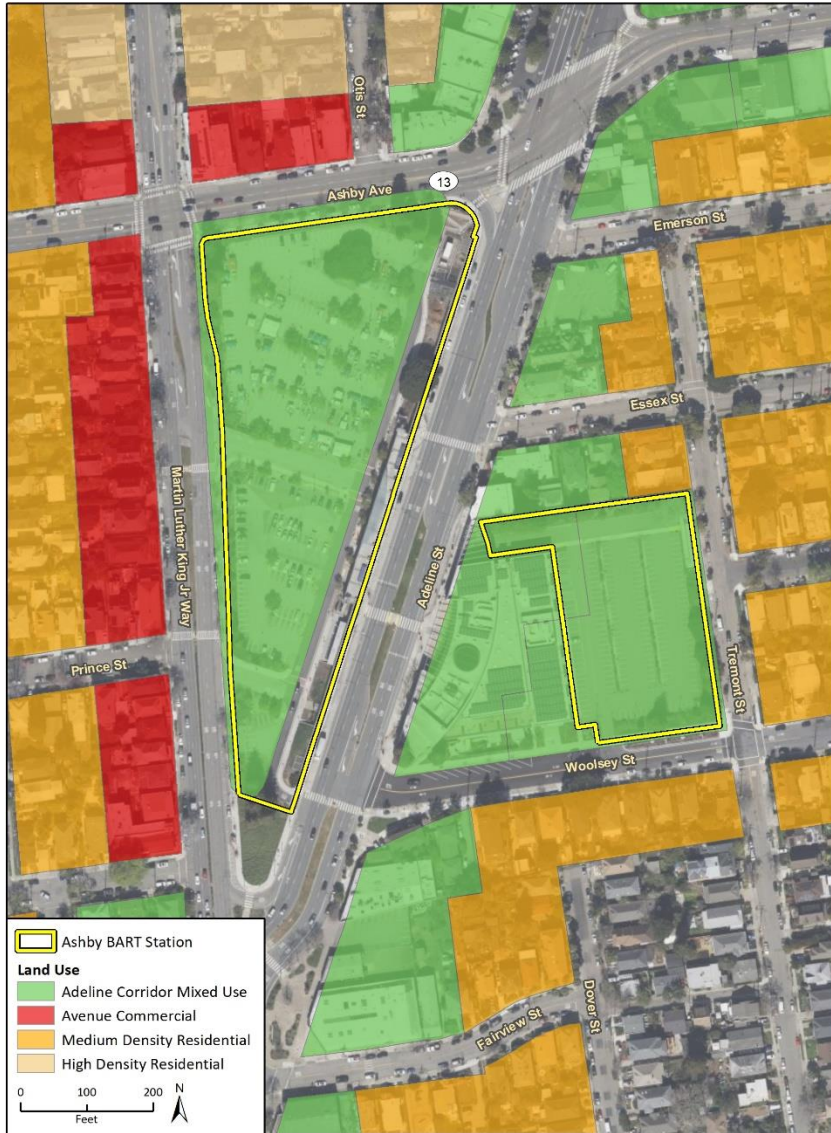 Otis St
13
Ashby Ave
Emerson St
Essex St
Martin Luther King Jr Way
Adeline St
Prince St
Tremont St
Woolsey St
Dover St
Fairview St
Ashby BART Station
Land Use
Adeline Corridor Mixed Use
Avenue Commercial
Medium Density Residential
High Density Residential
0 100 200 N
Feet